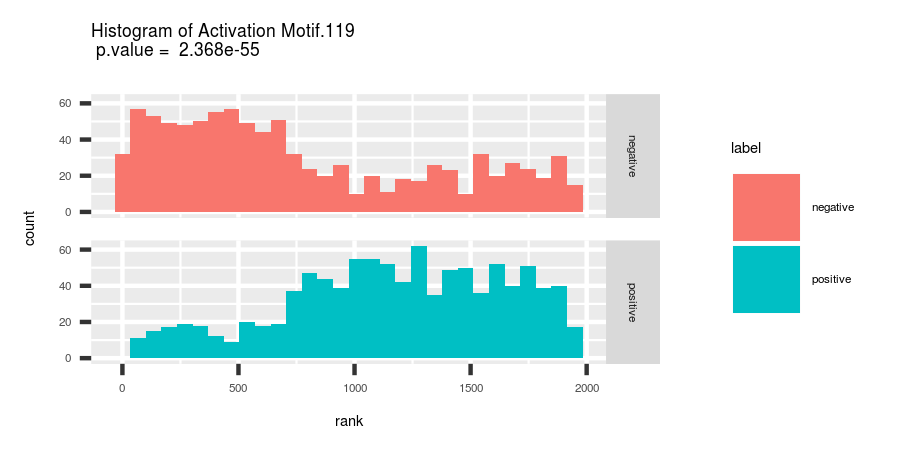 Histogram of Activation Motif.119
p.value =  2.368e-55
count
60
40
20
0
negative
60
40
20
0
positive
0 500 1000 1500 2000
rank
label
negative
positive